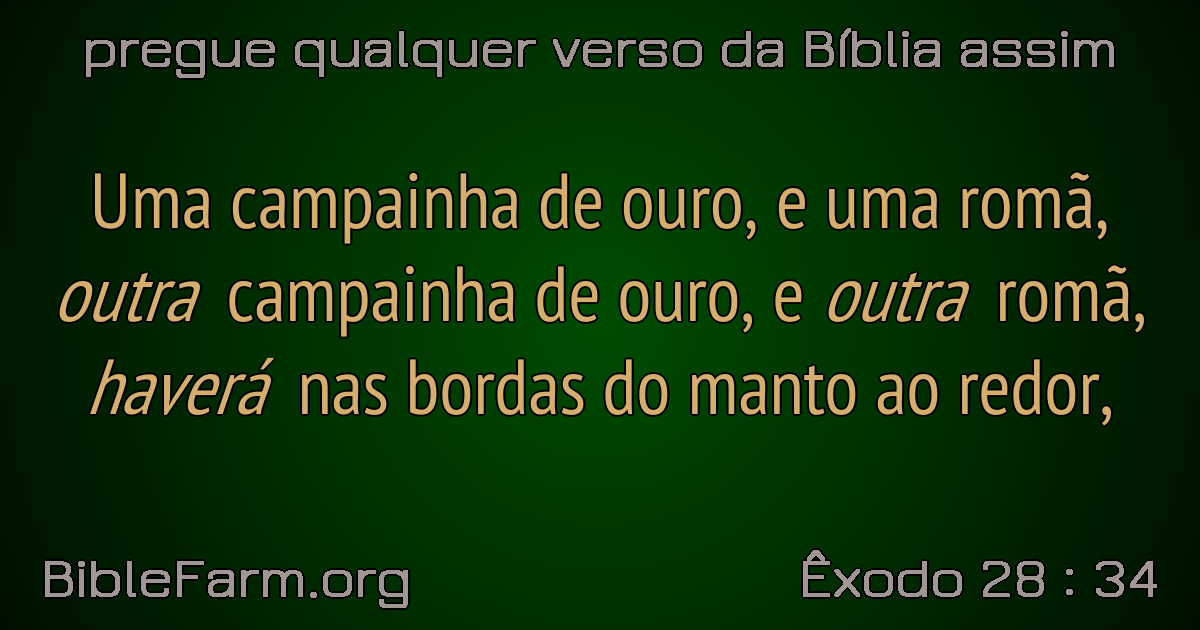 pregue qualquer verso da Bíblia assim
Uma campainha de ouro, e uma romã,
outra campainha de ouro, e outra romã,
haverá nas bordas do manto ao redor,
BibleFarm.org
Êxodo 28 : 34